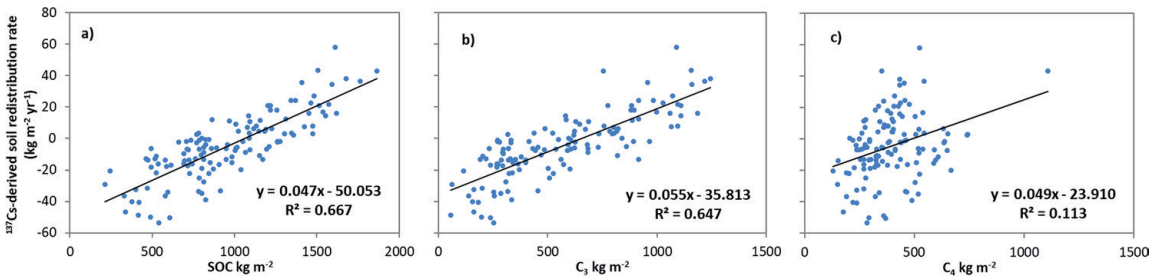 ¹³⁷Cs-derived soil redistribution rate
(kg m⁻² yr⁻¹)
80
60
40
20
0
-20
-40
-60
a)
y = 0.047x - 50.053
R² = 0.667
0 500 1000 1500 2000
SOC kg m⁻²
b)
y = 0.055x - 35.813
R² = 0.647
0 500 1000 1500
C₃ kg m⁻²
c)
y = 0.049x - 23.910
R² = 0.113
0 500 1000 1500
C₄ kg m⁻²